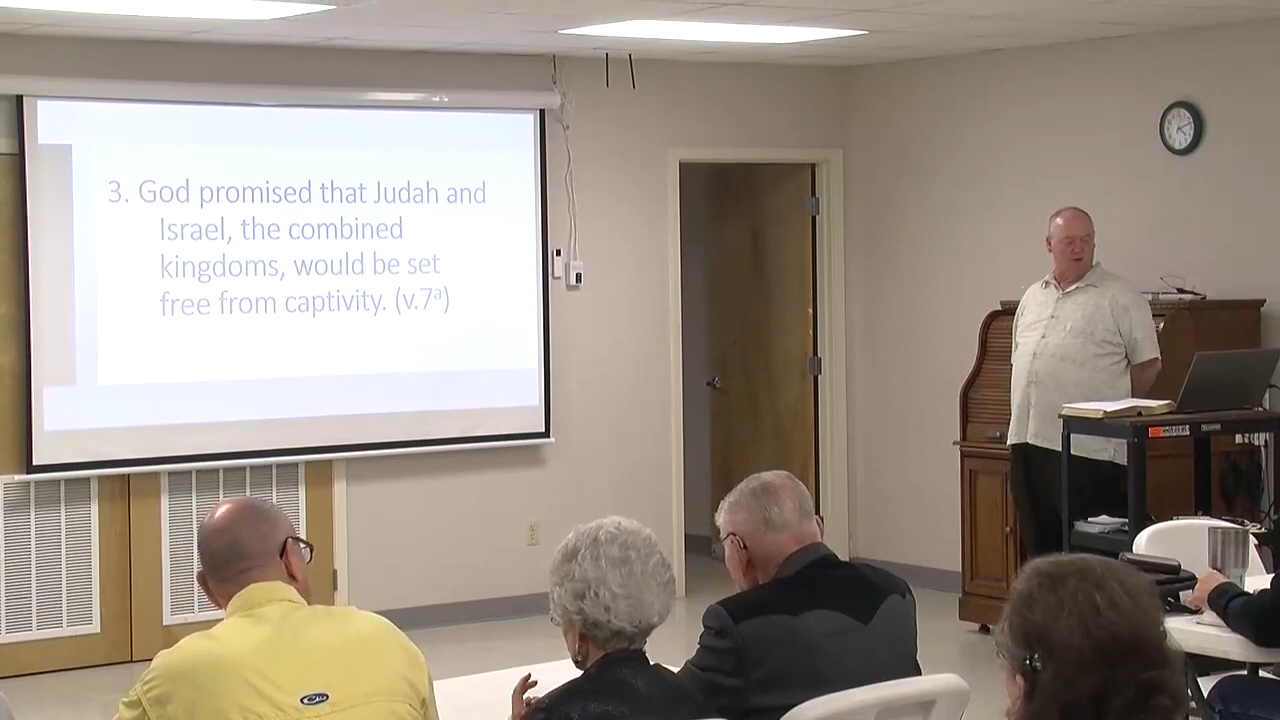 3. God promised that Judah and
Israel, the combined
kingdoms, would be set
free from captivity. (v.7ª)